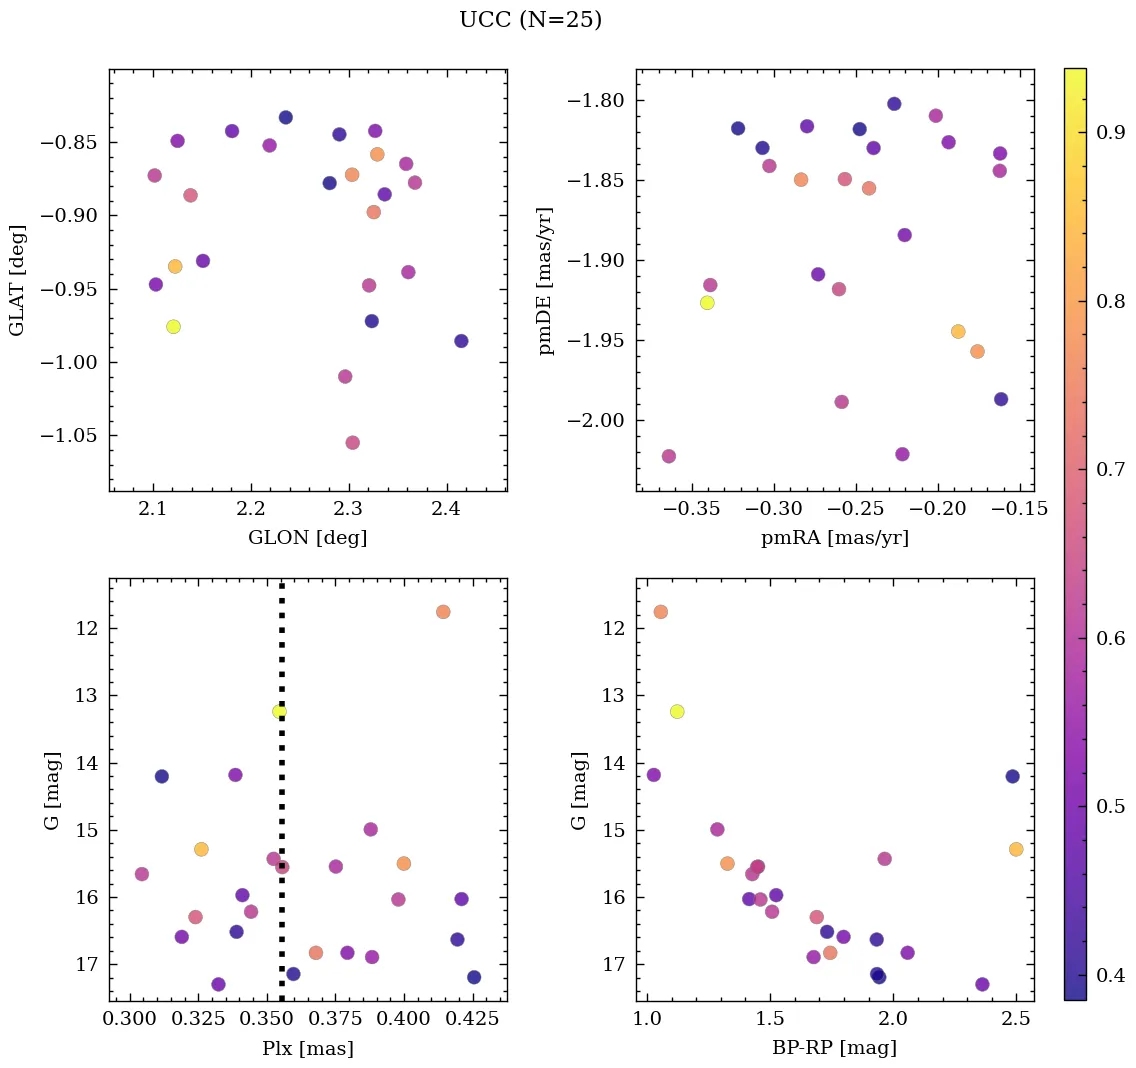 UCC (N=25)
−0.85
−0.90
−0.95
−1.00
−1.05
GLAT [deg]
2.1 2.2 2.3 2.4
GLON [deg]
−1.80
−1.85
−1.90
−1.95
−2.00
pmDE [mas/yr]
−0.35 −0.30 −0.25 −0.20 −0.15
pmRA [mas/yr]
12
13
14
15
16
17
G [mag]
0.300 0.325 0.350 0.375 0.400 0.425
Plx [mas]
12
13
14
15
16
17
G [mag]
1.0 1.5 2.0 2.5
BP-RP [mag]
0.9
0.8
0.7
0.6
0.5
0.4